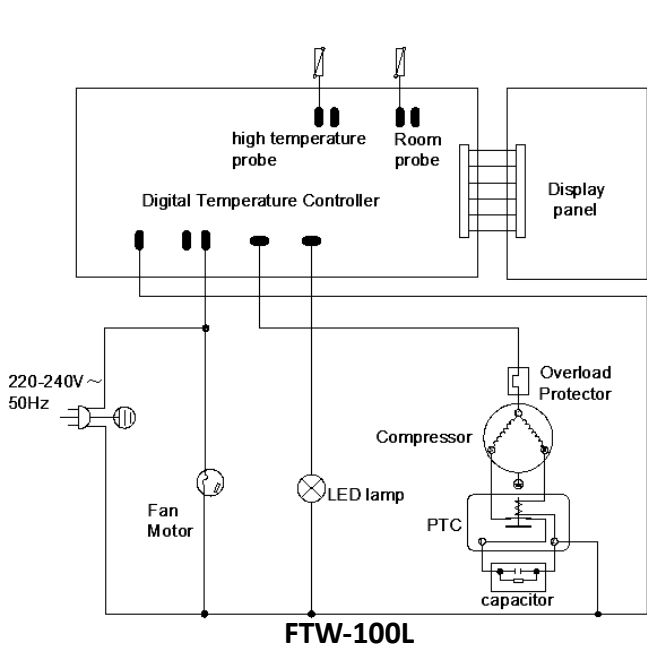 high temperature
probe
Room
probe
Digital Temperature Controller
Display
panel
220-240V～
50Hz
Overload
Protector
Compressor
Fan
Motor
LED lamp
PTC
capacitor
FTW-100L